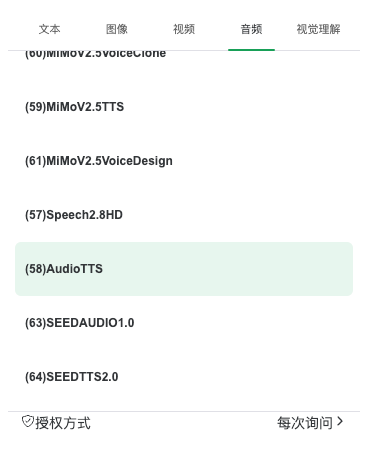 文本 图像 视频 音频 视觉理解
(60)MiMoV2.5VoiceClone
(59)MiMoV2.5TTS
(61)MiMoV2.5VoiceDesign
(57)Speech2.8HD
(58)AudioTTS
(63)SEEDAUDIO1.0
(64)SEEDTTS2.0
授权方式 每次询问